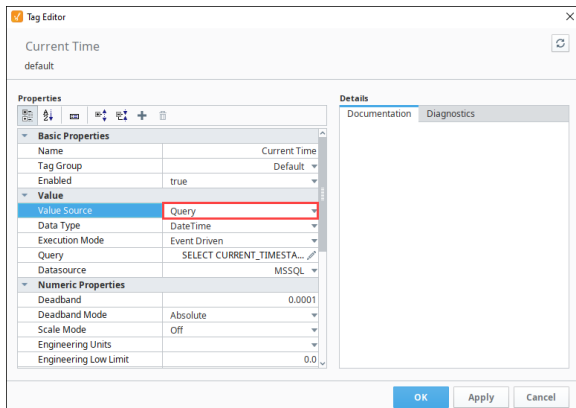 Tag Editor
Current Time
default
Properties
Details
Documentation Diagnostics
Basic Properties
Name Current Time
Tag Group Default
Enabled true
Value
Value Source Query
Data Type DateTime
Execution Mode Event Driven
Query SELECT CURRENT_TIMESTA...
Datasource MSSQL
Numeric Properties
Deadband 0.0001
Deadband Mode Absolute
Scale Mode Off
Engineering Units
Engineering Low Limit 0.0
OK Apply Cancel